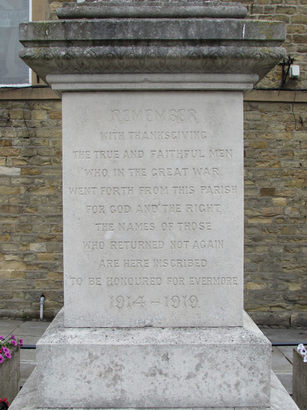 REMEMBER
WITH THANKSGIVING
THE TRUE AND FAITHFUL MEN
WHO IN THE GREAT WAR
WENT FORTH FROM THIS PARISH
FOR GOD AND THE RIGHT,
THE NAMES OF THOSE
WHO RETURNED NOT AGAIN
ARE HERE INSCRIBED
TO BE HONOURED FOR EVERMORE
1914-1919